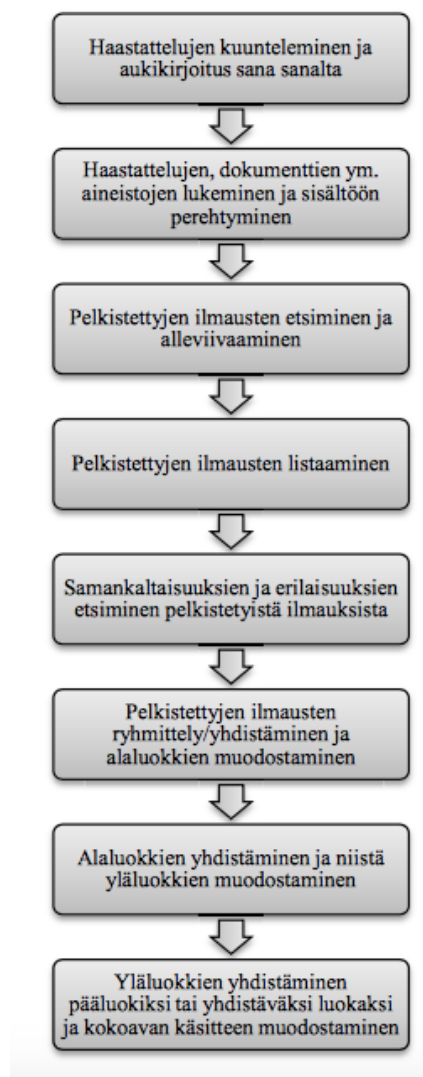 Haastattelujen kuunteleminen ja
aukikirjoitus sana sanalta
Haastattelujen, dokumenttien ym.
aineistojen lukeminen ja sisältöön
perehtyminen
Pelkistettyjen ilmausten etsiminen ja
alleviivaaminen
Pelkistettyjen ilmausten listaaminen
Samankaltaisuuksien ja erilaisuuksien
etsiminen pelkistetyistä ilmauksista
Pelkistettyjen ilmausten
ryhmittely/yhdistäminen ja
alaluokkien muodostaminen
Alaluokkien yhdistäminen ja niistä
yläluokkien muodostaminen
Yläluokkien yhdistäminen
pääluokiksi tai yhdistäväksi luokaksi
ja kokoavan käsitteen muodostaminen